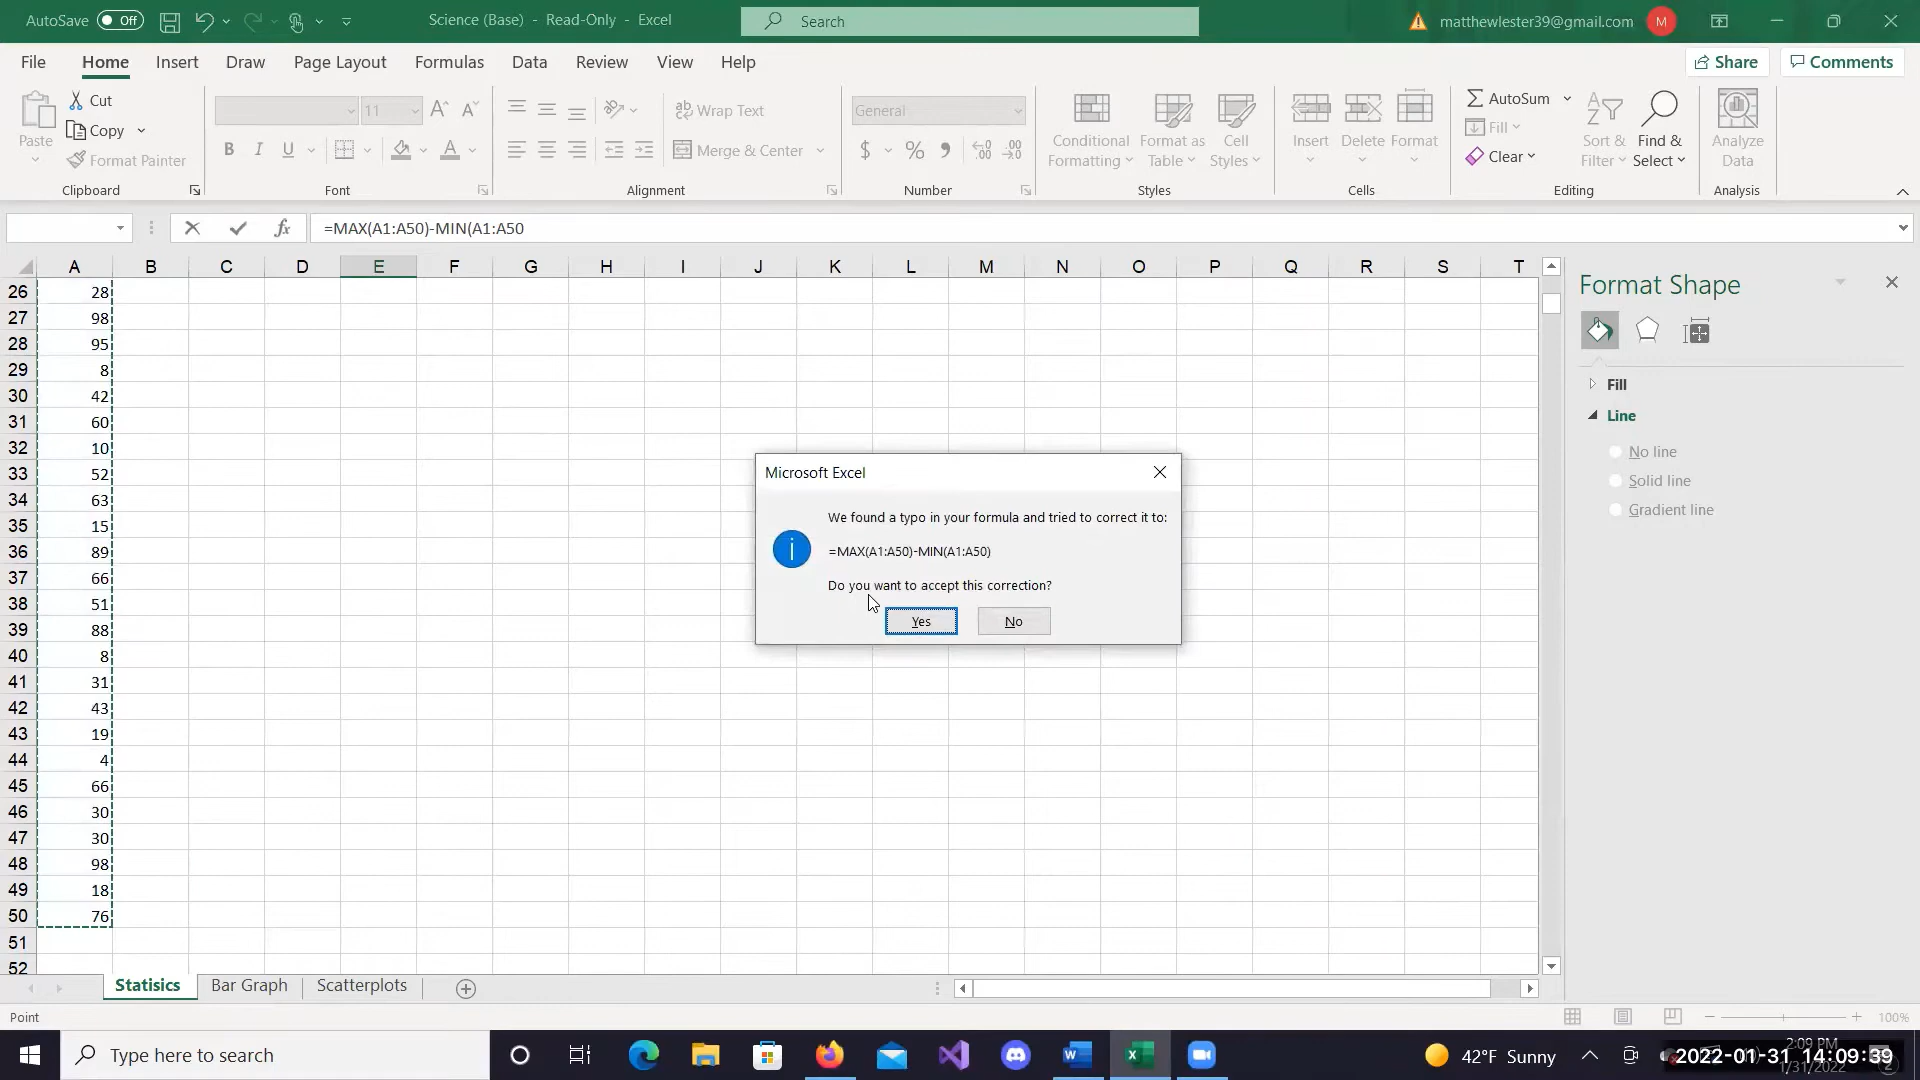 AutoSave Off Science (Base) - Read-Only - Excel Search matthewlester39@gmail.com M
File Home Insert Draw Page Layout Formulas Data Review View Help Share Comments
Paste Cut Copy Format Painter Clipboard
11 B I U A Font
ab Wrap Text Merge & Center Alignment
General $ % Number
Conditional Formatting Format as Table Cell Styles Styles
Insert Delete Format Cells
AutoSum Fill Clear Sort & Filter Find & Select Editing
Analyze Data Analysis
fx =MAX(A1:A50)-MIN(A1:A50
A B C D E F G H I J K L M N O P Q R S T
26 28
27 98
28 95
29 8
30 42
31 60
32 10
33 52
34 63
35 15
36 89
37 66
38 51
39 88
40 8
41 31
42 43
43 19
44 4
45 66
46 30
47 30
48 98
49 18
50 76
51
52
Microsoft Excel
We found a typo in your formula and tried to correct it to:
=MAX(A1:A50)-MIN(A1:A50)
Do you want to accept this correction?
Yes No
Format Shape
Fill
Line
No line
Solid line
Gradient line
Statisics Bar Graph Scatterplots
Point 100%
Type here to search 42°F Sunny 2:09 PM
1/31/2022
2022-01-31 14:09:39